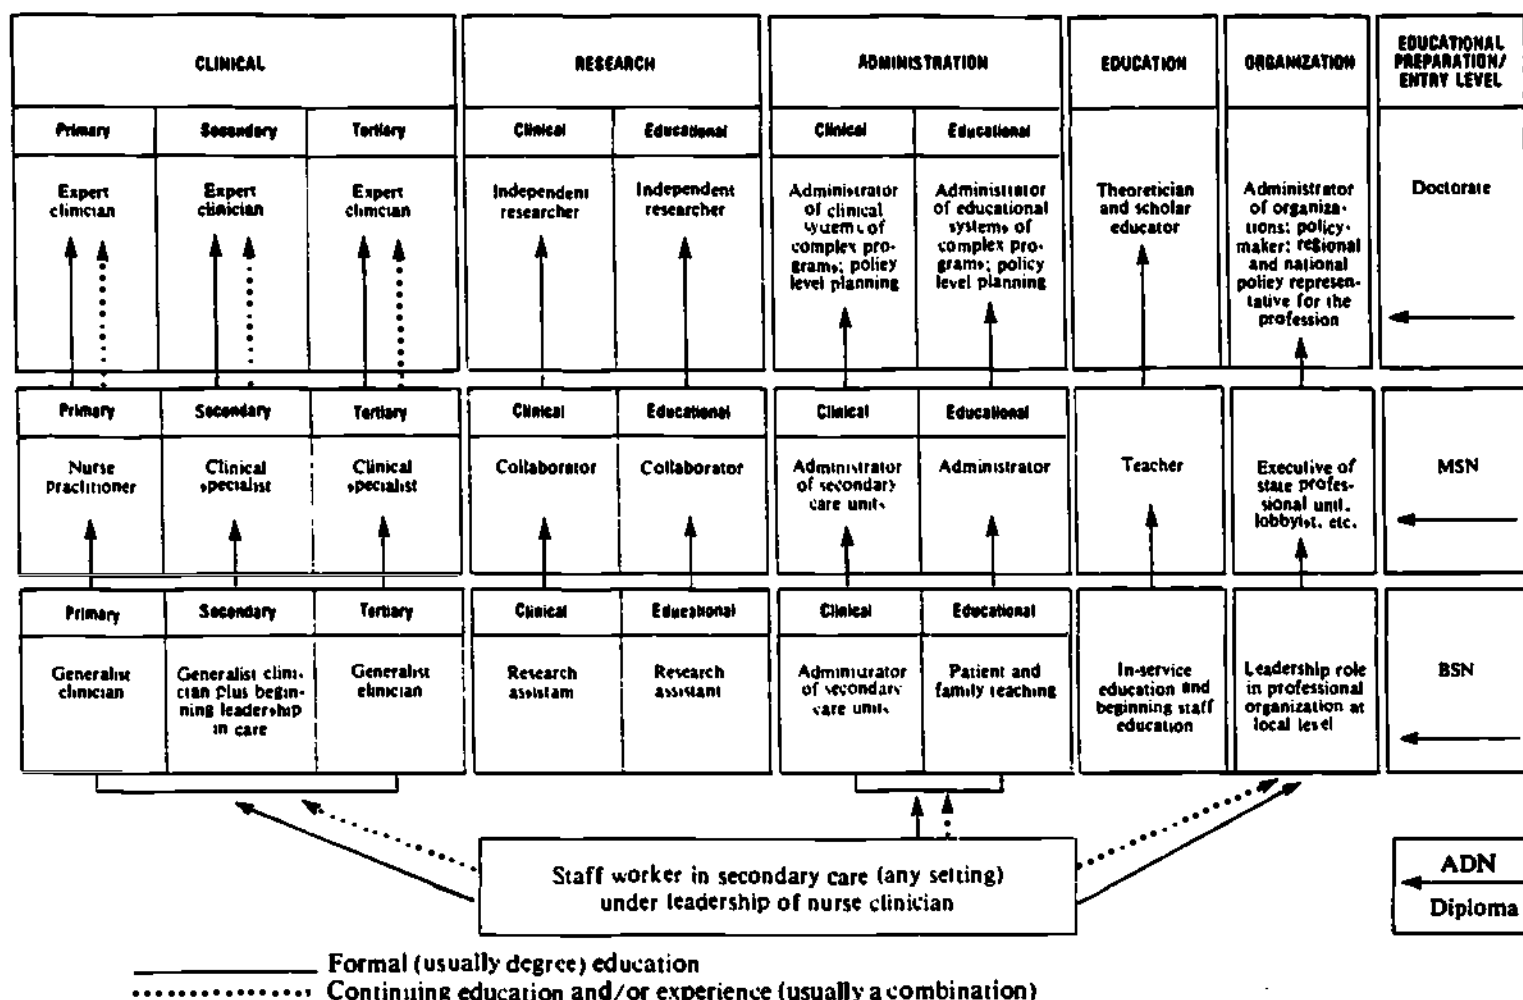 CLINICAL
RESEARCH
ADMINISTRATION
EDUCATION
ORGANIZATION
EDUCATIONAL
PREPARATION/
ENTRY LEVEL
Primary
Secondary
Tertiary
Clinical
Educational
Clinical
Educational
Expert
clinician
Expert
clinician
Expert
clinician
Independent
researcher
Independent
researcher
Administrator
of clinical
systems of
complex pro-
grams; policy
level planning
Administrator
of educational
systems of
complex pro-
grams; policy
level planning
Theoretician
and scholar
educator
Administrator
of organiza-
tions; policy-
maker; regional
and national
policy represen-
tative for the
profession
Doctorate
Primary
Secondary
Tertiary
Clinical
Educational
Clinical
Educational
Nurse
Practitioner
Clinical
specialist
Clinical
specialist
Collaborator
Collaborator
Administrator
of secondary
care units
Administrator
Teacher
Executive of
state profes-
sional unit,
lobbyist, etc.
MSN
Primary
Secondary
Tertiary
Clinical
Educational
Clinical
Educational
Generalist
clinician
Generalist clini-
cian plus begin-
ning leadership
in care
Generalist
clinician
Research
assistant
Research
assistant
Administrator
of secondary
care units
Patient and
family teaching
In-service
education and
beginning staff
education
Leadership role
in professional
organization at
local level
BSN
Staff worker in secondary care (any setting)
under leadership of nurse clinician
ADN
Diploma
Formal (usually degree) education
Continuing education and/or experience (usually a combination)